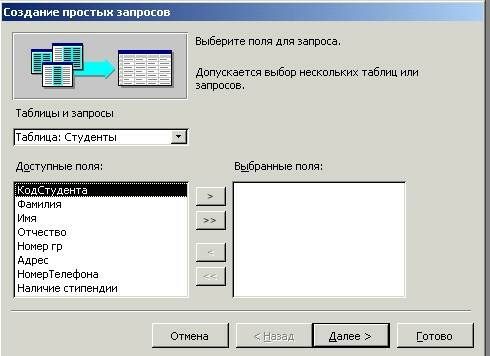 Создание простых запросов
Выберите поля для запроса.
Допускается выбор нескольких таблиц или
запросов.
Таблицы и запросы
Таблица: Студенты
Доступные поля:
Выбранные поля:
КодСтудента
Фамилия
Имя
Отчество
Номер гр
Адрес
НомерТелефона
Наличие стипендии
>
>>
<
<<
Отмена
< Назад
Далее >
Готово